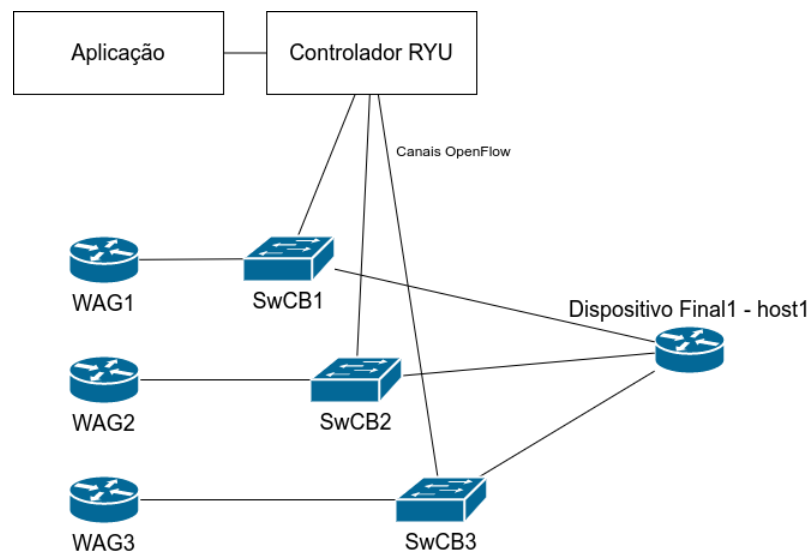 Aplicação
Controlador RYU
Canais OpenFlow
WAG1
SwCB1
Dispositivo Final1 - host1
WAG2
SwCB2
WAG3
SwCB3